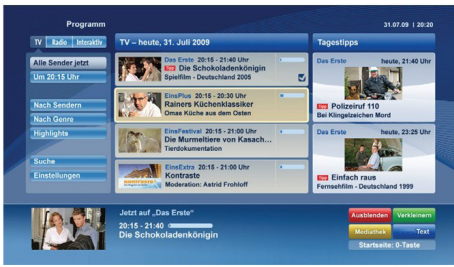 Programm
31.07.09 | 20:20
TV Radio Interaktiv
Alle Sender jetzt
Um 20:15 Uhr
Nach Sendern
Nach Genre
Highlights
Suche
Einstellungen
TV – heute, 31. Juli 2009
Das Erste 20:15 - 21:40 Uhr
Tipp Die Schokoladenkönigin
Spielfilm - Deutschland 2005
EinsPlus 20:15 - 20:30 Uhr
Rainers Küchenklassiker
Omas Küche aus dem Osten
EinsFestival 20:15 - 21:00 Uhr
Die Murmeltiere von Kasach...
Tierdokumentation
EinsExtra 20:15 - 21:00 Uhr
Kontraste
Moderation: Astrid Frohloff
Tagestipps
Das Erste heute, 21:40 Uhr
Tipp Polizeiruf 110
Bei Klingelzeichen Mord
Das Erste heute, 23:25 Uhr
Tipp Einfach raus
Fernsehfilm - Deutschland 1999
Jetzt auf „Das Erste“
20:15 - 21:40
Die Schokoladenkönigin
Ausblenden Verkleinern
Mediathek Text
Startseite: 0-Taste